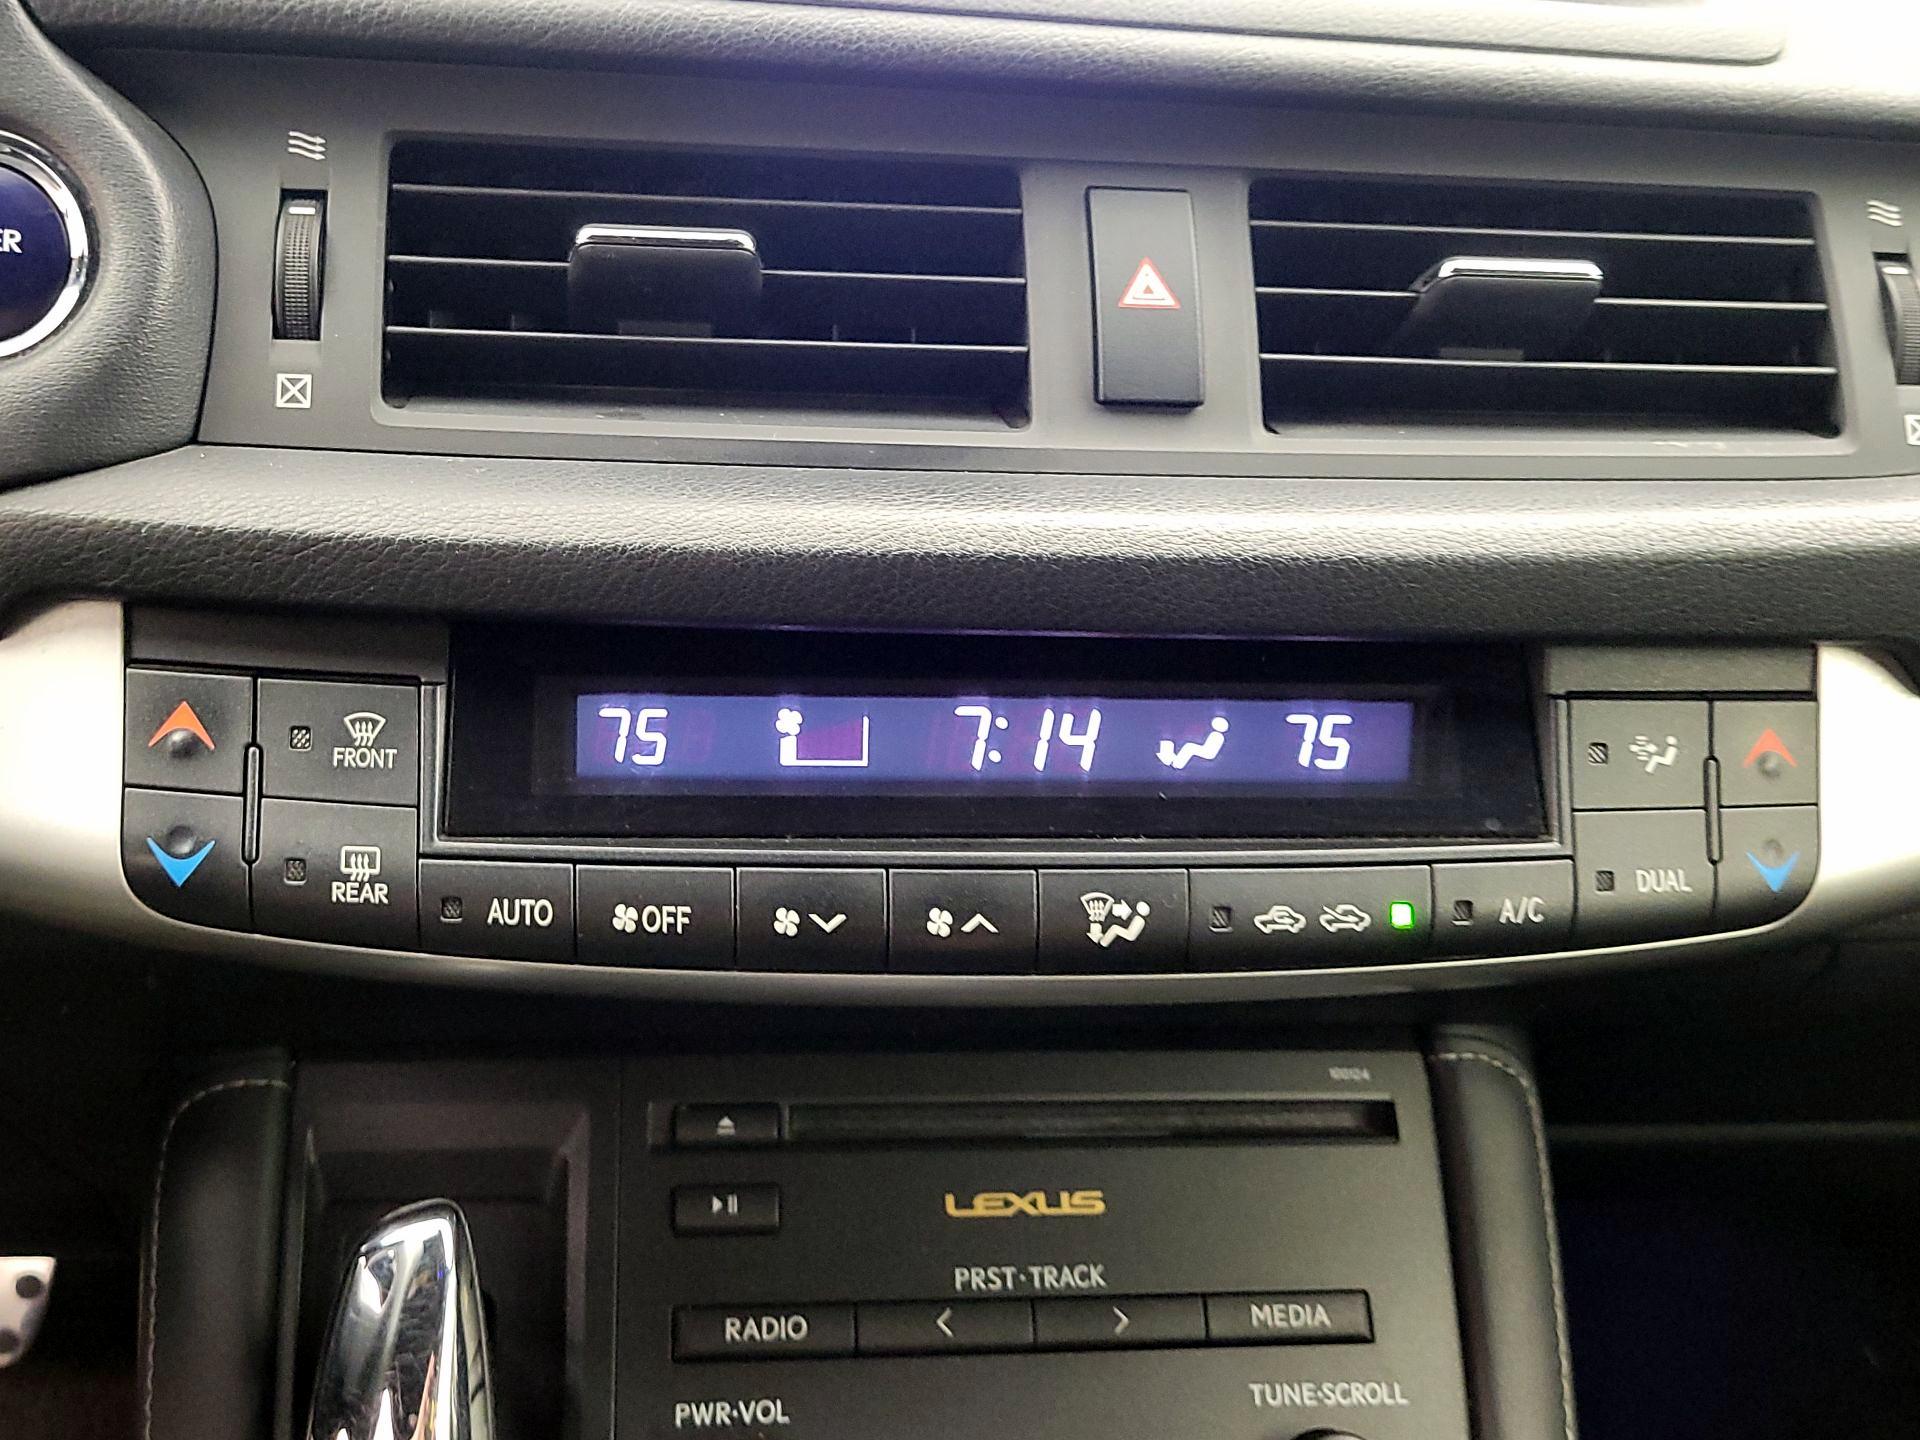 ER
FRONT
75 7:14 75
REAR
AUTO
OFF
A/C
DUAL
LEXUS
PRST·TRACK
RADIO
MEDIA
PWR·VOL
TUNE·SCROLL